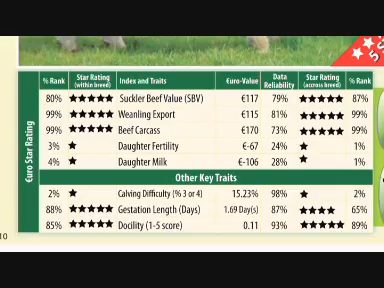 % Rank Star Rating (within breed) Index and Traits €uro-Value Data Reliability Star Rating (across breed) % Rank
80% ★★★★★ Suckler Beef Value (SBV) €117 79% ★★★★★ 87%
99% ★★★★★ Weanling Export €115 81% ★★★★★ 99%
99% ★★★★★ Beef Carcass €170 73% ★★★★★ 99%
3% ★ Daughter Fertility €-67 24% ★ 1%
4% ★ Daughter Milk €-106 28% ★ 1%
Other Key Traits
2% ★ Calving Difficulty (% 3 or 4) 15.23% 98% ★ 2%
88% ★★★★★ Gestation Length (Days) 1.69 Day(s) 87% ★★★★ 65%
85% ★★★★★ Docility (1-5 score) 0.11 93% ★★★★★ 89%
€uro Star Rating
10